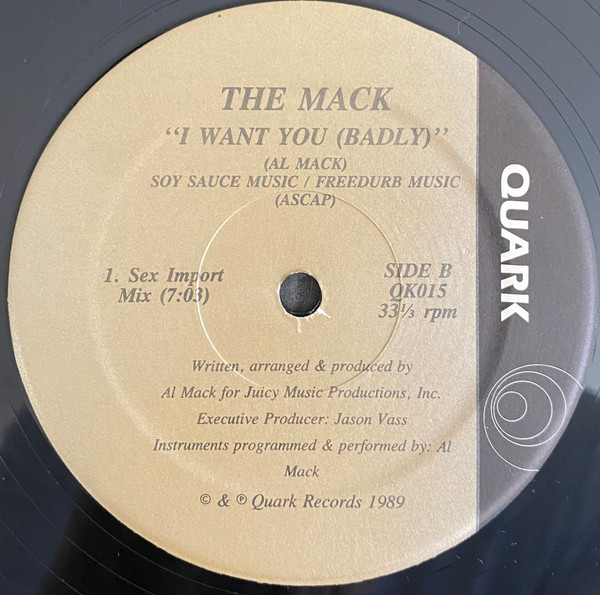 THE MACK
“I WANT YOU (BADLY)”
(AL MACK)
SOY SAUCE MUSIC / FREEDURB MUSIC
(ASCAP)
1. Sex Import
Mix (7:03)
SIDE B
QK015
33⅓ rpm
QUARK
Written, arranged & produced by
Al Mack for Juicy Music Productions, Inc.
Executive Producer: Jason Vass
Instruments programmed & performed by: Al
Mack
© & ℗ Quark Records 1989